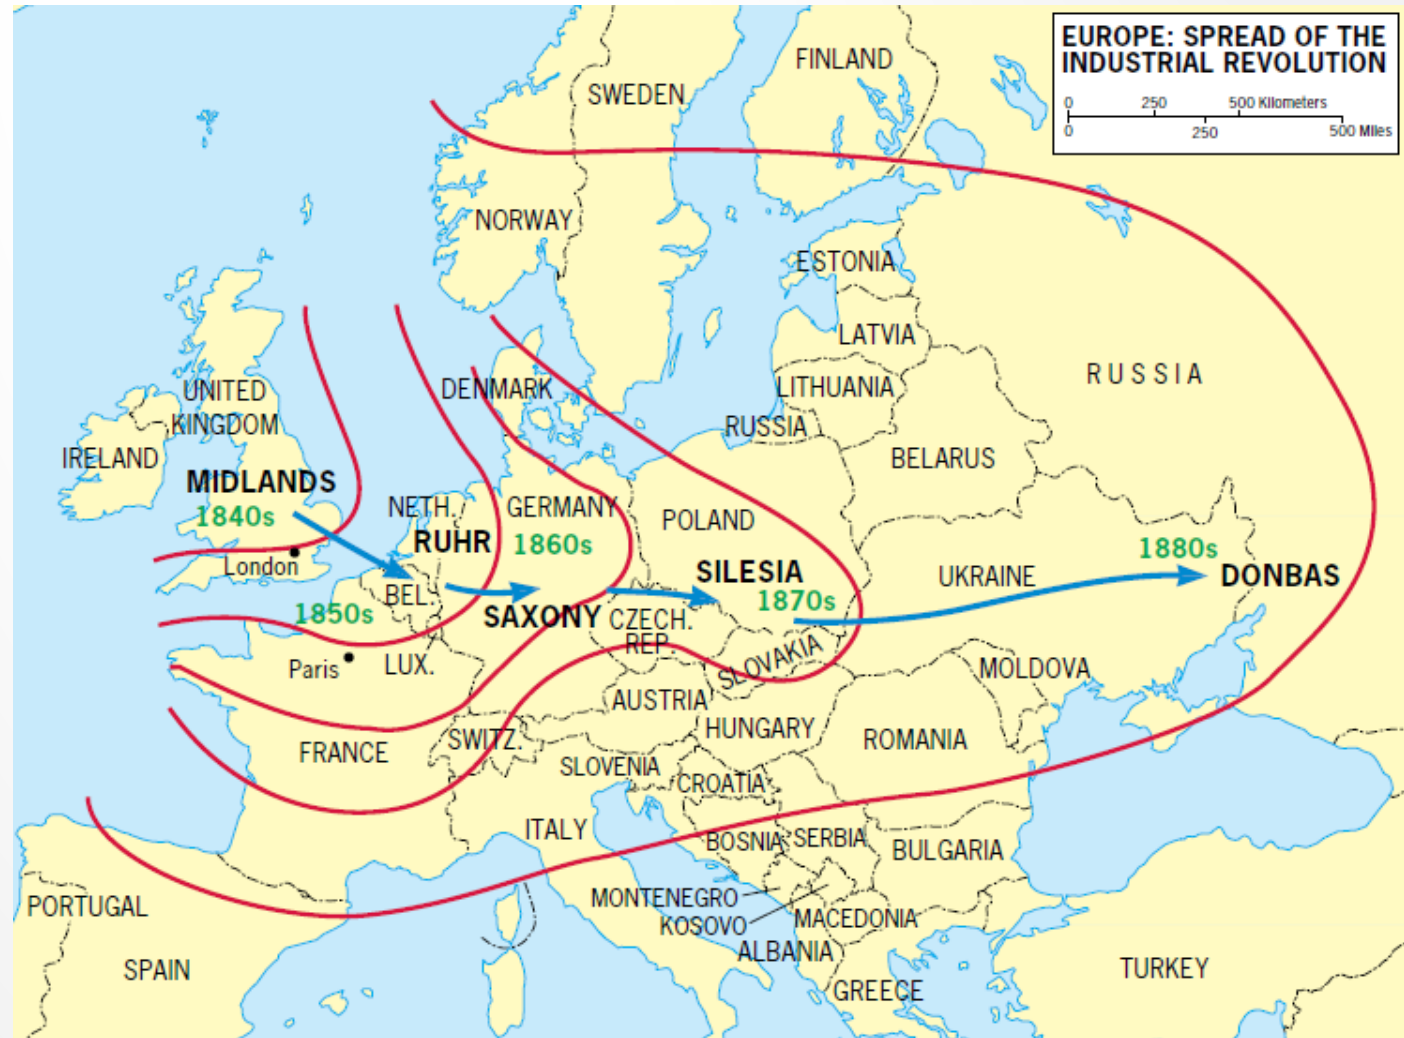 EUROPE: SPREAD OF THE
INDUSTRIAL REVOLUTION
0 250 500 Kilometers
0 250 500 Miles
FINLAND
SWEDEN
NORWAY
ESTONIA
LATVIA
RUSSIA
LITHUANIA
DENMARK
UNITED
KINGDOM
RUSSIA
IRELAND
BELARUS
MIDLANDS
1840s
NETH.
GERMANY
POLAND
RUHR
1860s
1880s
London
SILESIA
UKRAINE
DONBAS
BEL.
1870s
1850s
SAXONY
CZECH.
REP.
SLOVAKIA
Paris
LUX.
MOLDOVA
AUSTRIA
HUNGARY
FRANCE
SWITZ.
ROMANIA
SLOVENIA
CROATIA
ITALY
BOSNIA
SERBIA
BULGARIA
MONTENEGRO
PORTUGAL
KOSOVO
MACEDONIA
ALBANIA
SPAIN
TURKEY
GREECE